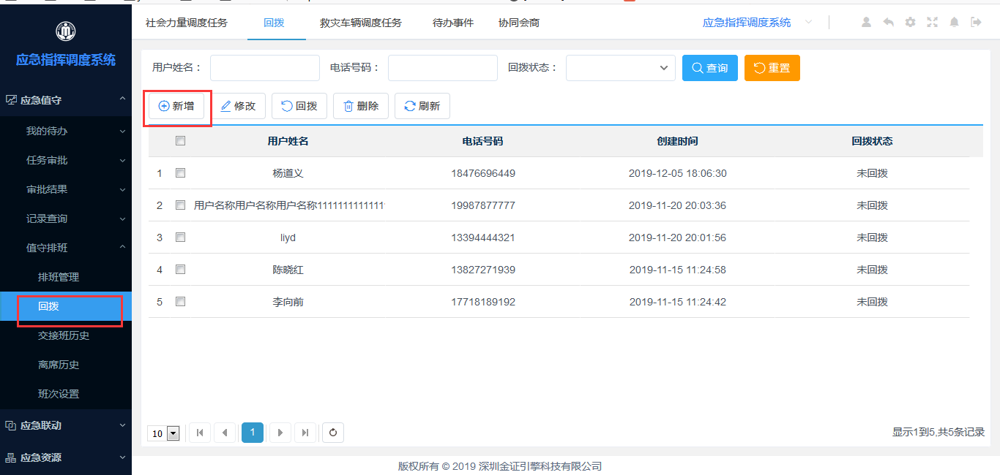 应急指挥调度系统
应急值守
我的待办
任务审批
审批结果
记录查询
值守排班
排班管理
回拨
交接班历史
离席历史
班次设置
应急联动
应急资源
社会力量调度任务 回拨 救灾车辆调度任务 待办事件 协同会商 应急指挥调度系统
用户姓名： 电话号码： 回拨状态： 查询 重置
新增 修改 回拨 删除 刷新
用户姓名 电话号码 创建时间 回拨状态
1 杨道义 18476696449 2019-12-05 18:06:30 未回拨
2 用户名称用户名称用户名称1111111111111 19987877777 2019-11-20 20:03:36 未回拨
3 liyd 13394444321 2019-11-20 20:01:56 未回拨
4 陈晓红 13827271939 2019-11-15 11:24:58 未回拨
5 李向前 17718189192 2019-11-15 11:24:42 未回拨
10 1 显示1到5,共5条记录
版权所有 © 2019 深圳金证引擎科技有限公司